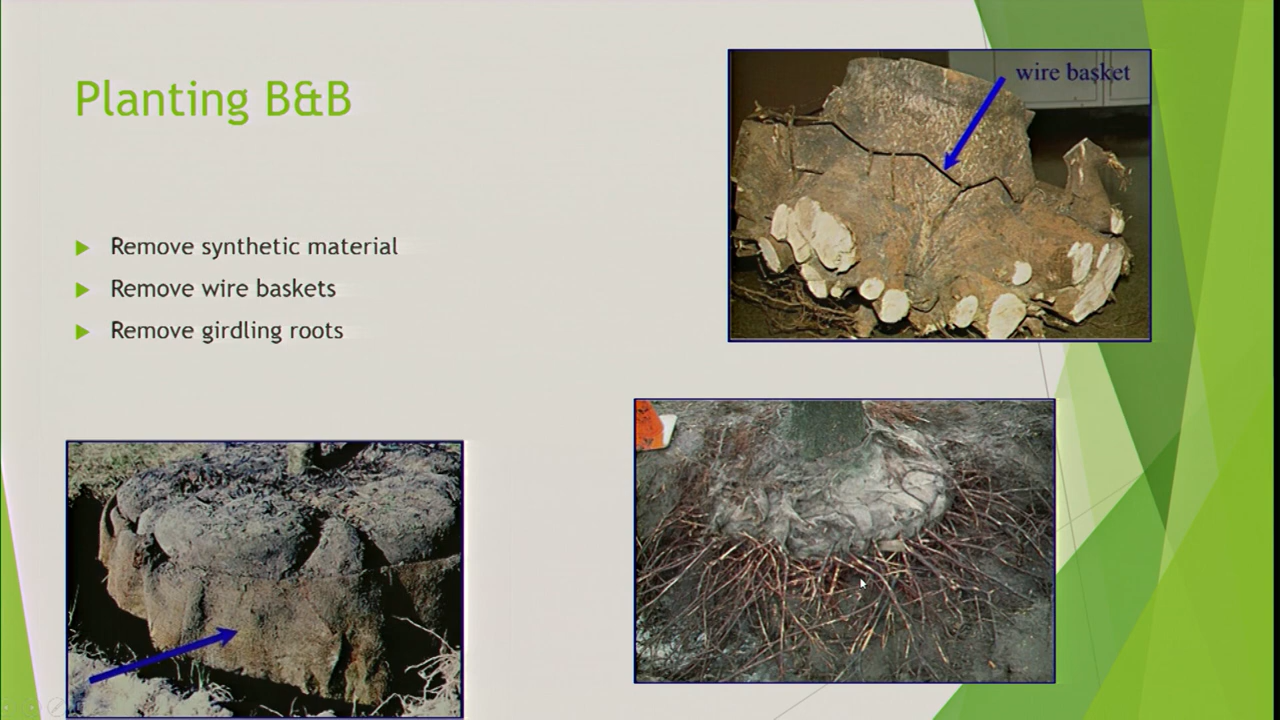 Planting B&B
wire basket
Remove synthetic material
Remove wire baskets
Remove girdling roots